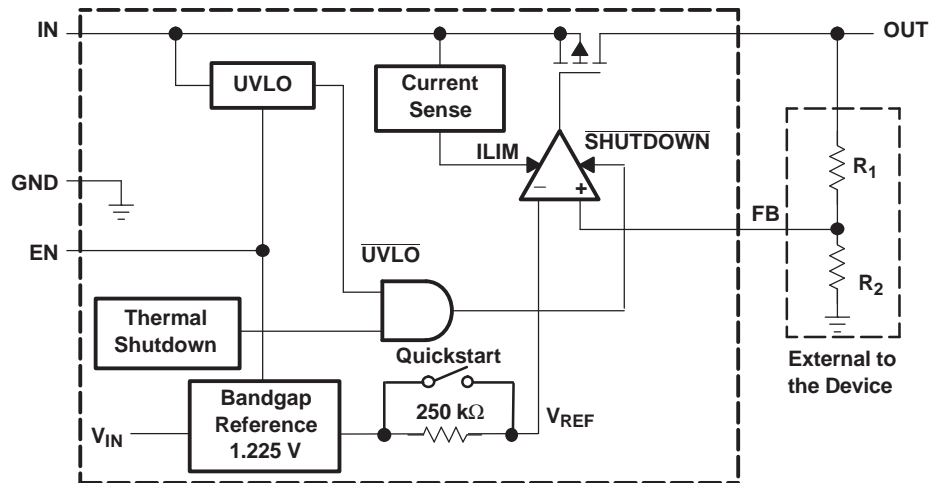 IN
OUT
UVLO
Current
Sense
SHUTDOWN
ILIM
R1
GND
− +
FB
EN
UVLO
R2
Thermal
Shutdown
Quickstart
External to
the Device
Bandgap
Reference
1.225 V
250 kΩ
VREF
VIN